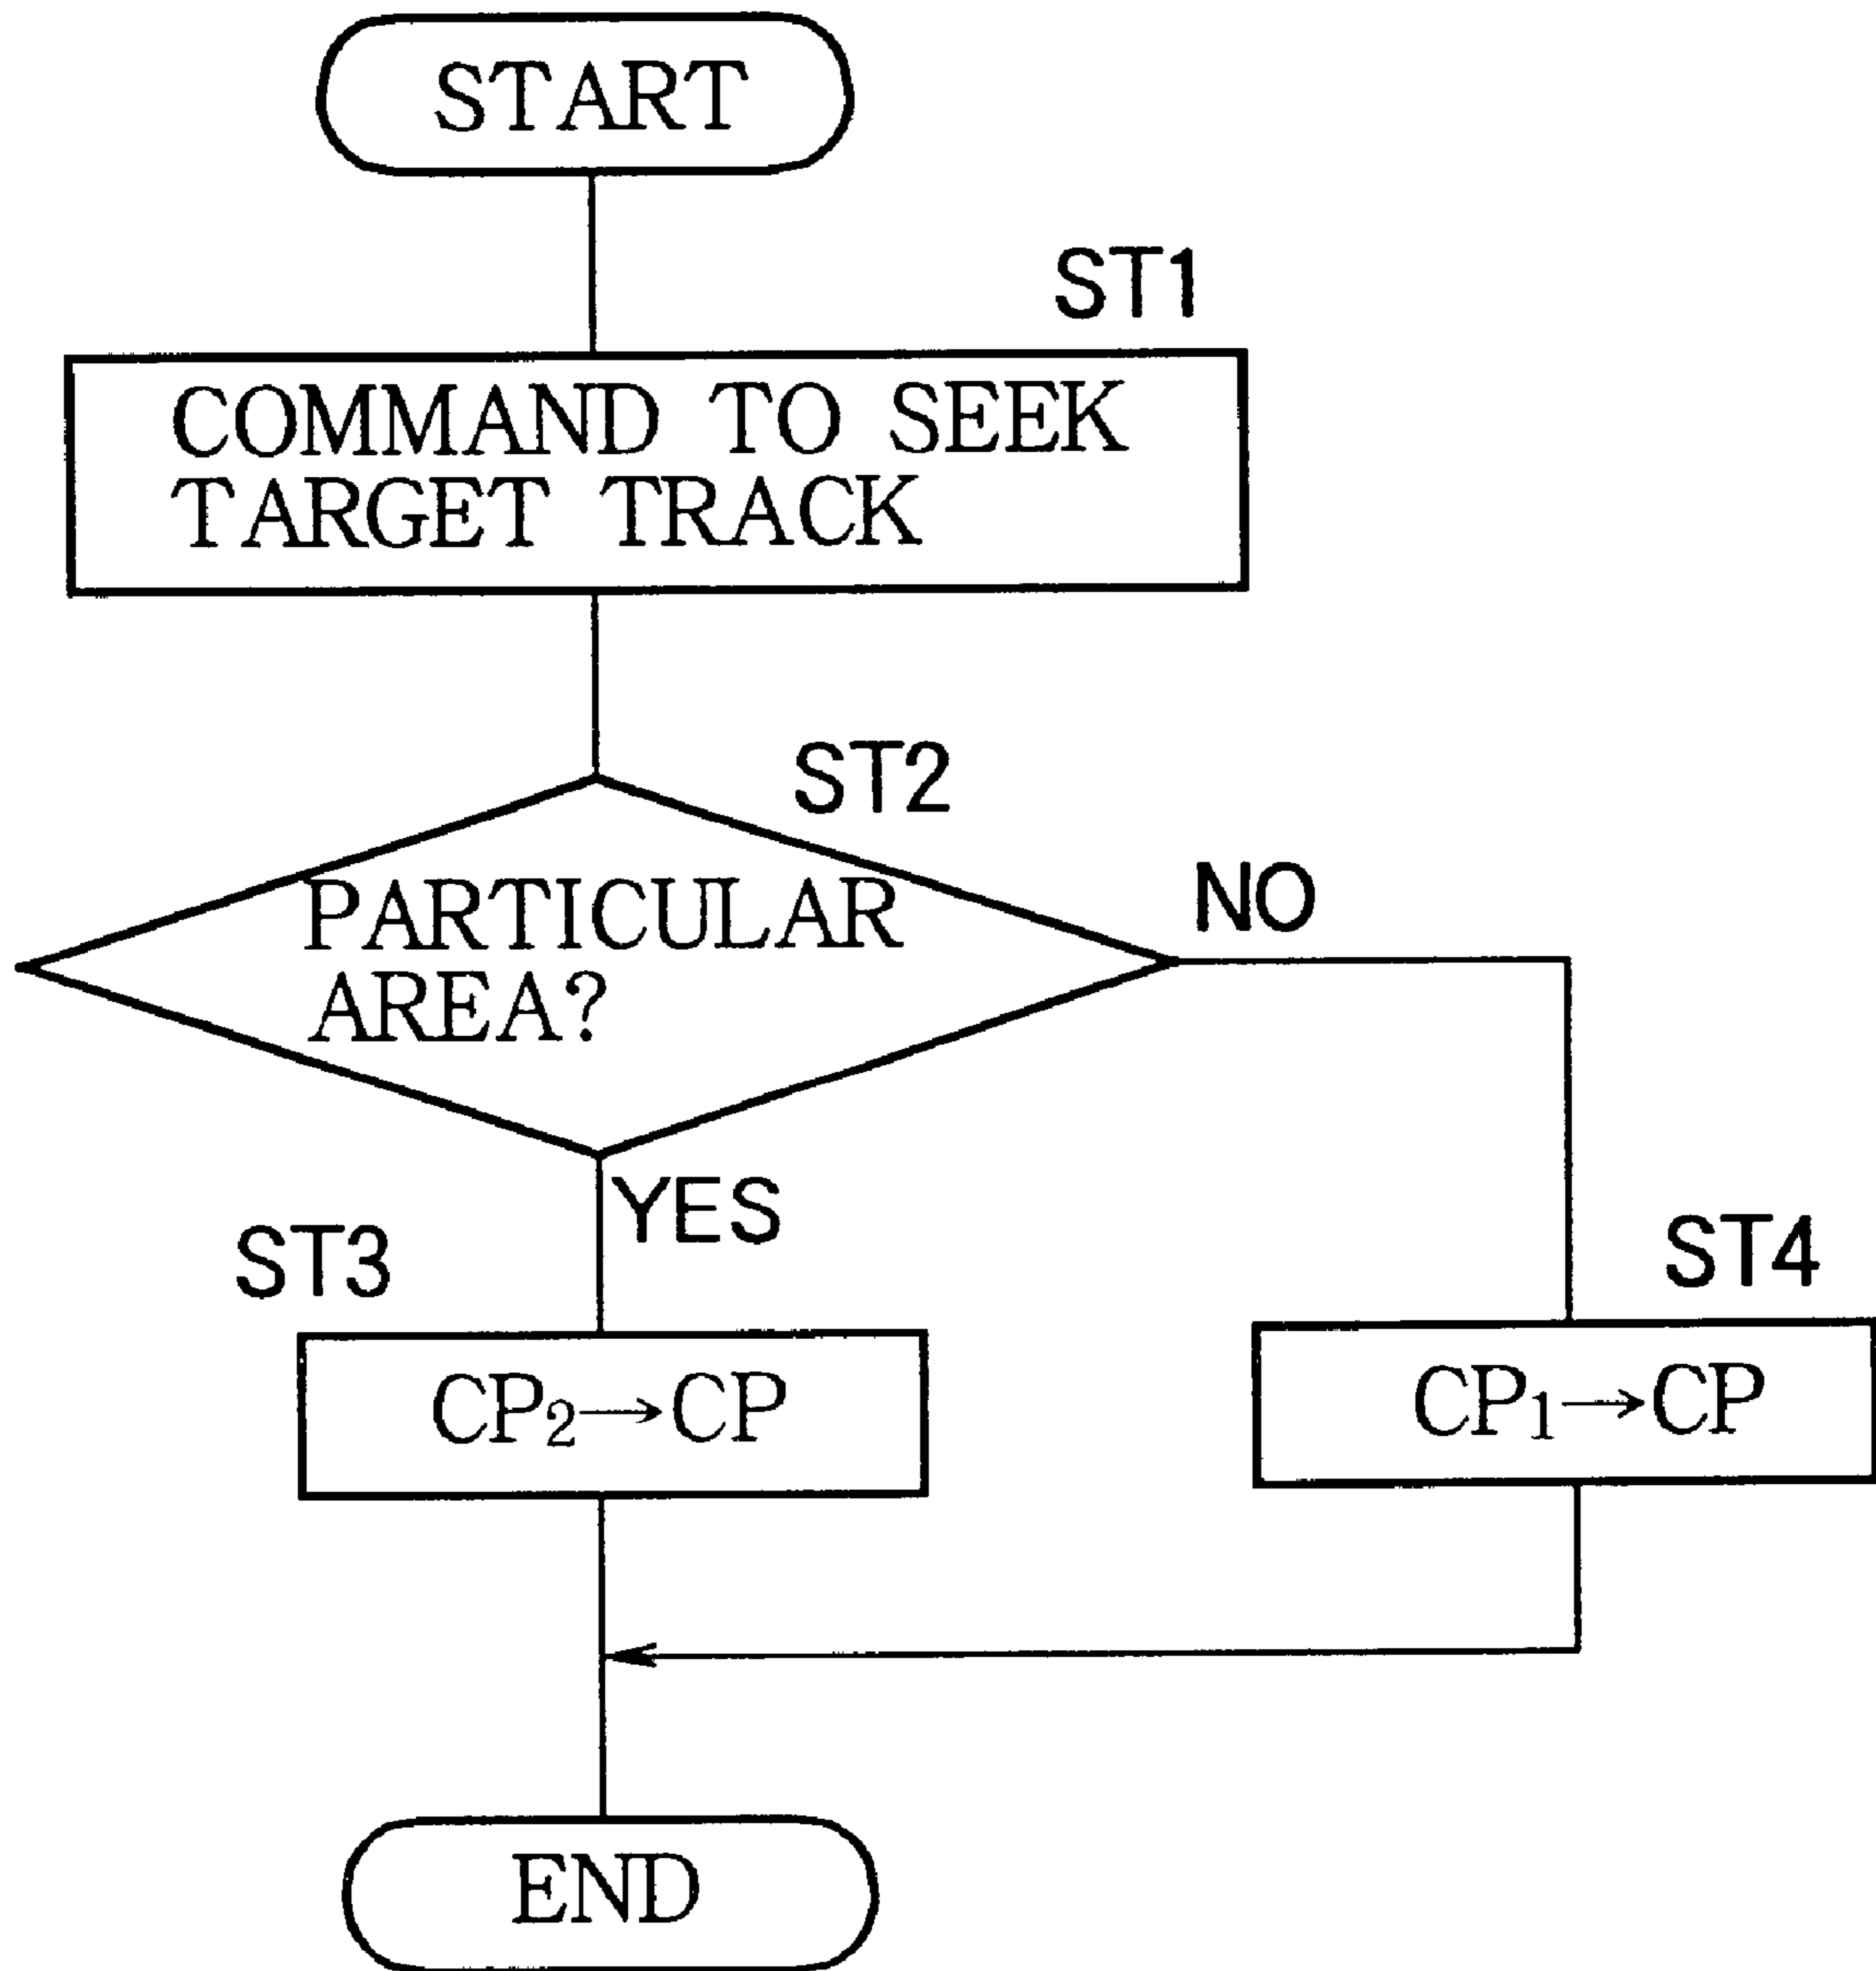 START
ST1
COMMAND TO SEEK
TARGET TRACK
ST2
PARTICULAR
AREA?
NO
YES
ST3
CP₂→CP
ST4
CP₁→CP
END